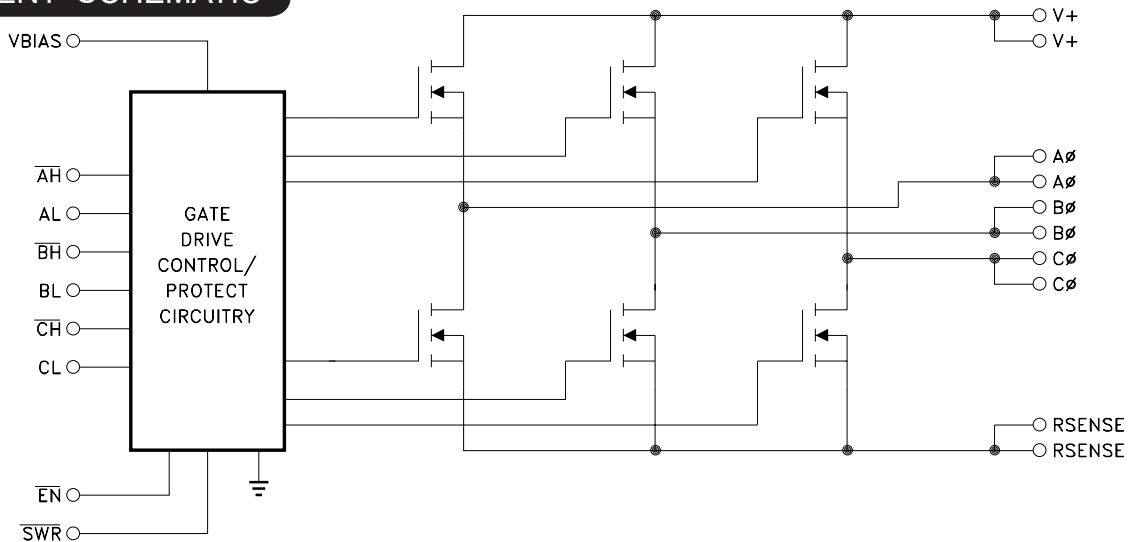 SCHEMATIC
VBIAS
V+
V+
AH
AL
BH
BL
CH
CL
GATE
DRIVE
CONTROL/
PROTECT
CIRCUITRY
AØ
AØ
BØ
BØ
CØ
CØ
RSENSE
RSENSE
EN
SWR